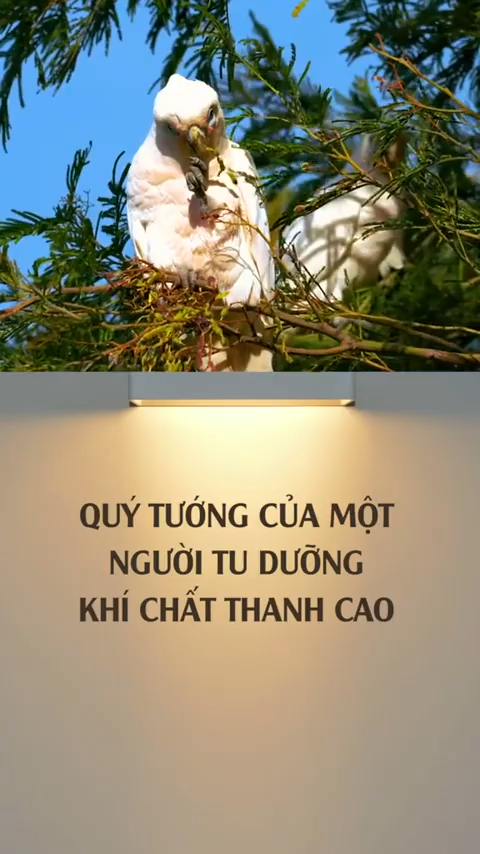 QUÝ TƯỚNG CỦA MỘT
NGƯỜI TU DƯỠNG
KHÍ CHẤT THANH CAO